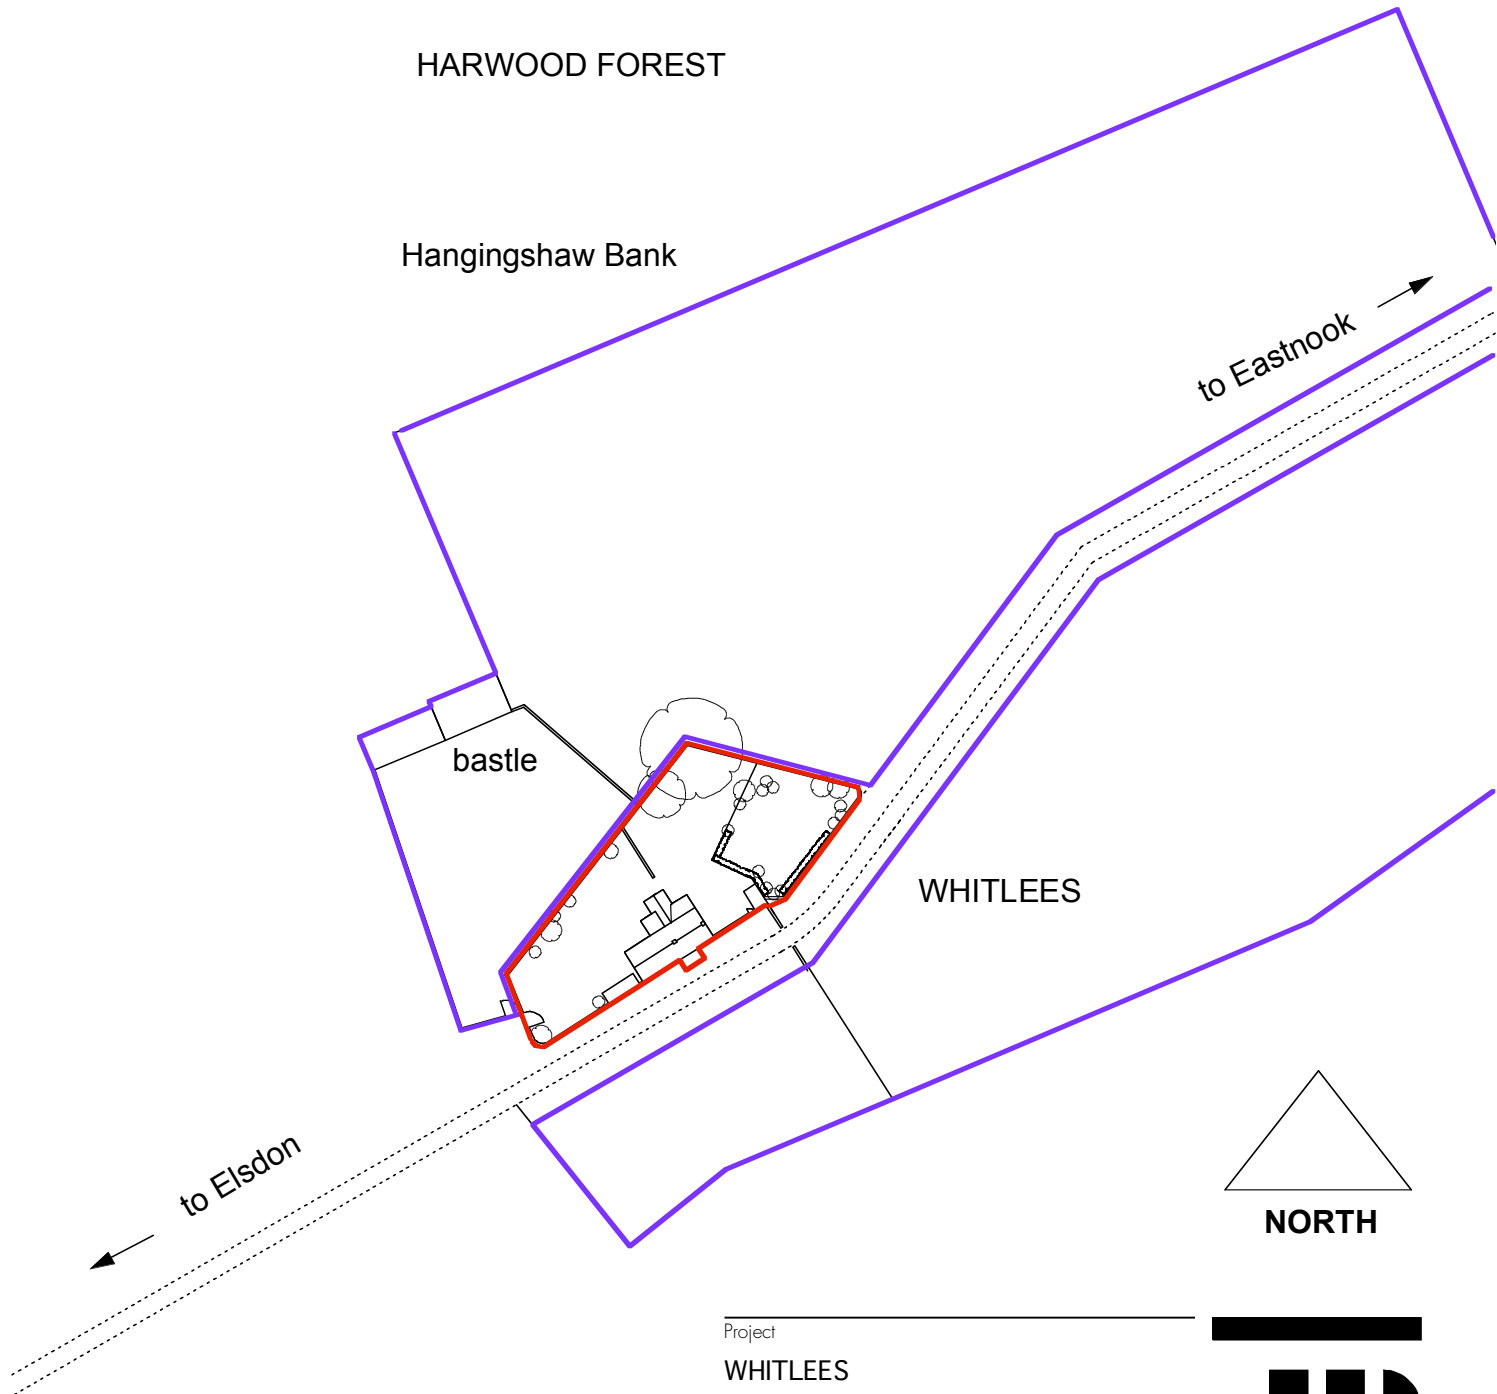 HARWOOD FOREST
Hangingshaw Bank
to Eastnook
bastle
WHITLEES
to Elsdon
NORTH
Project
WHITLEES